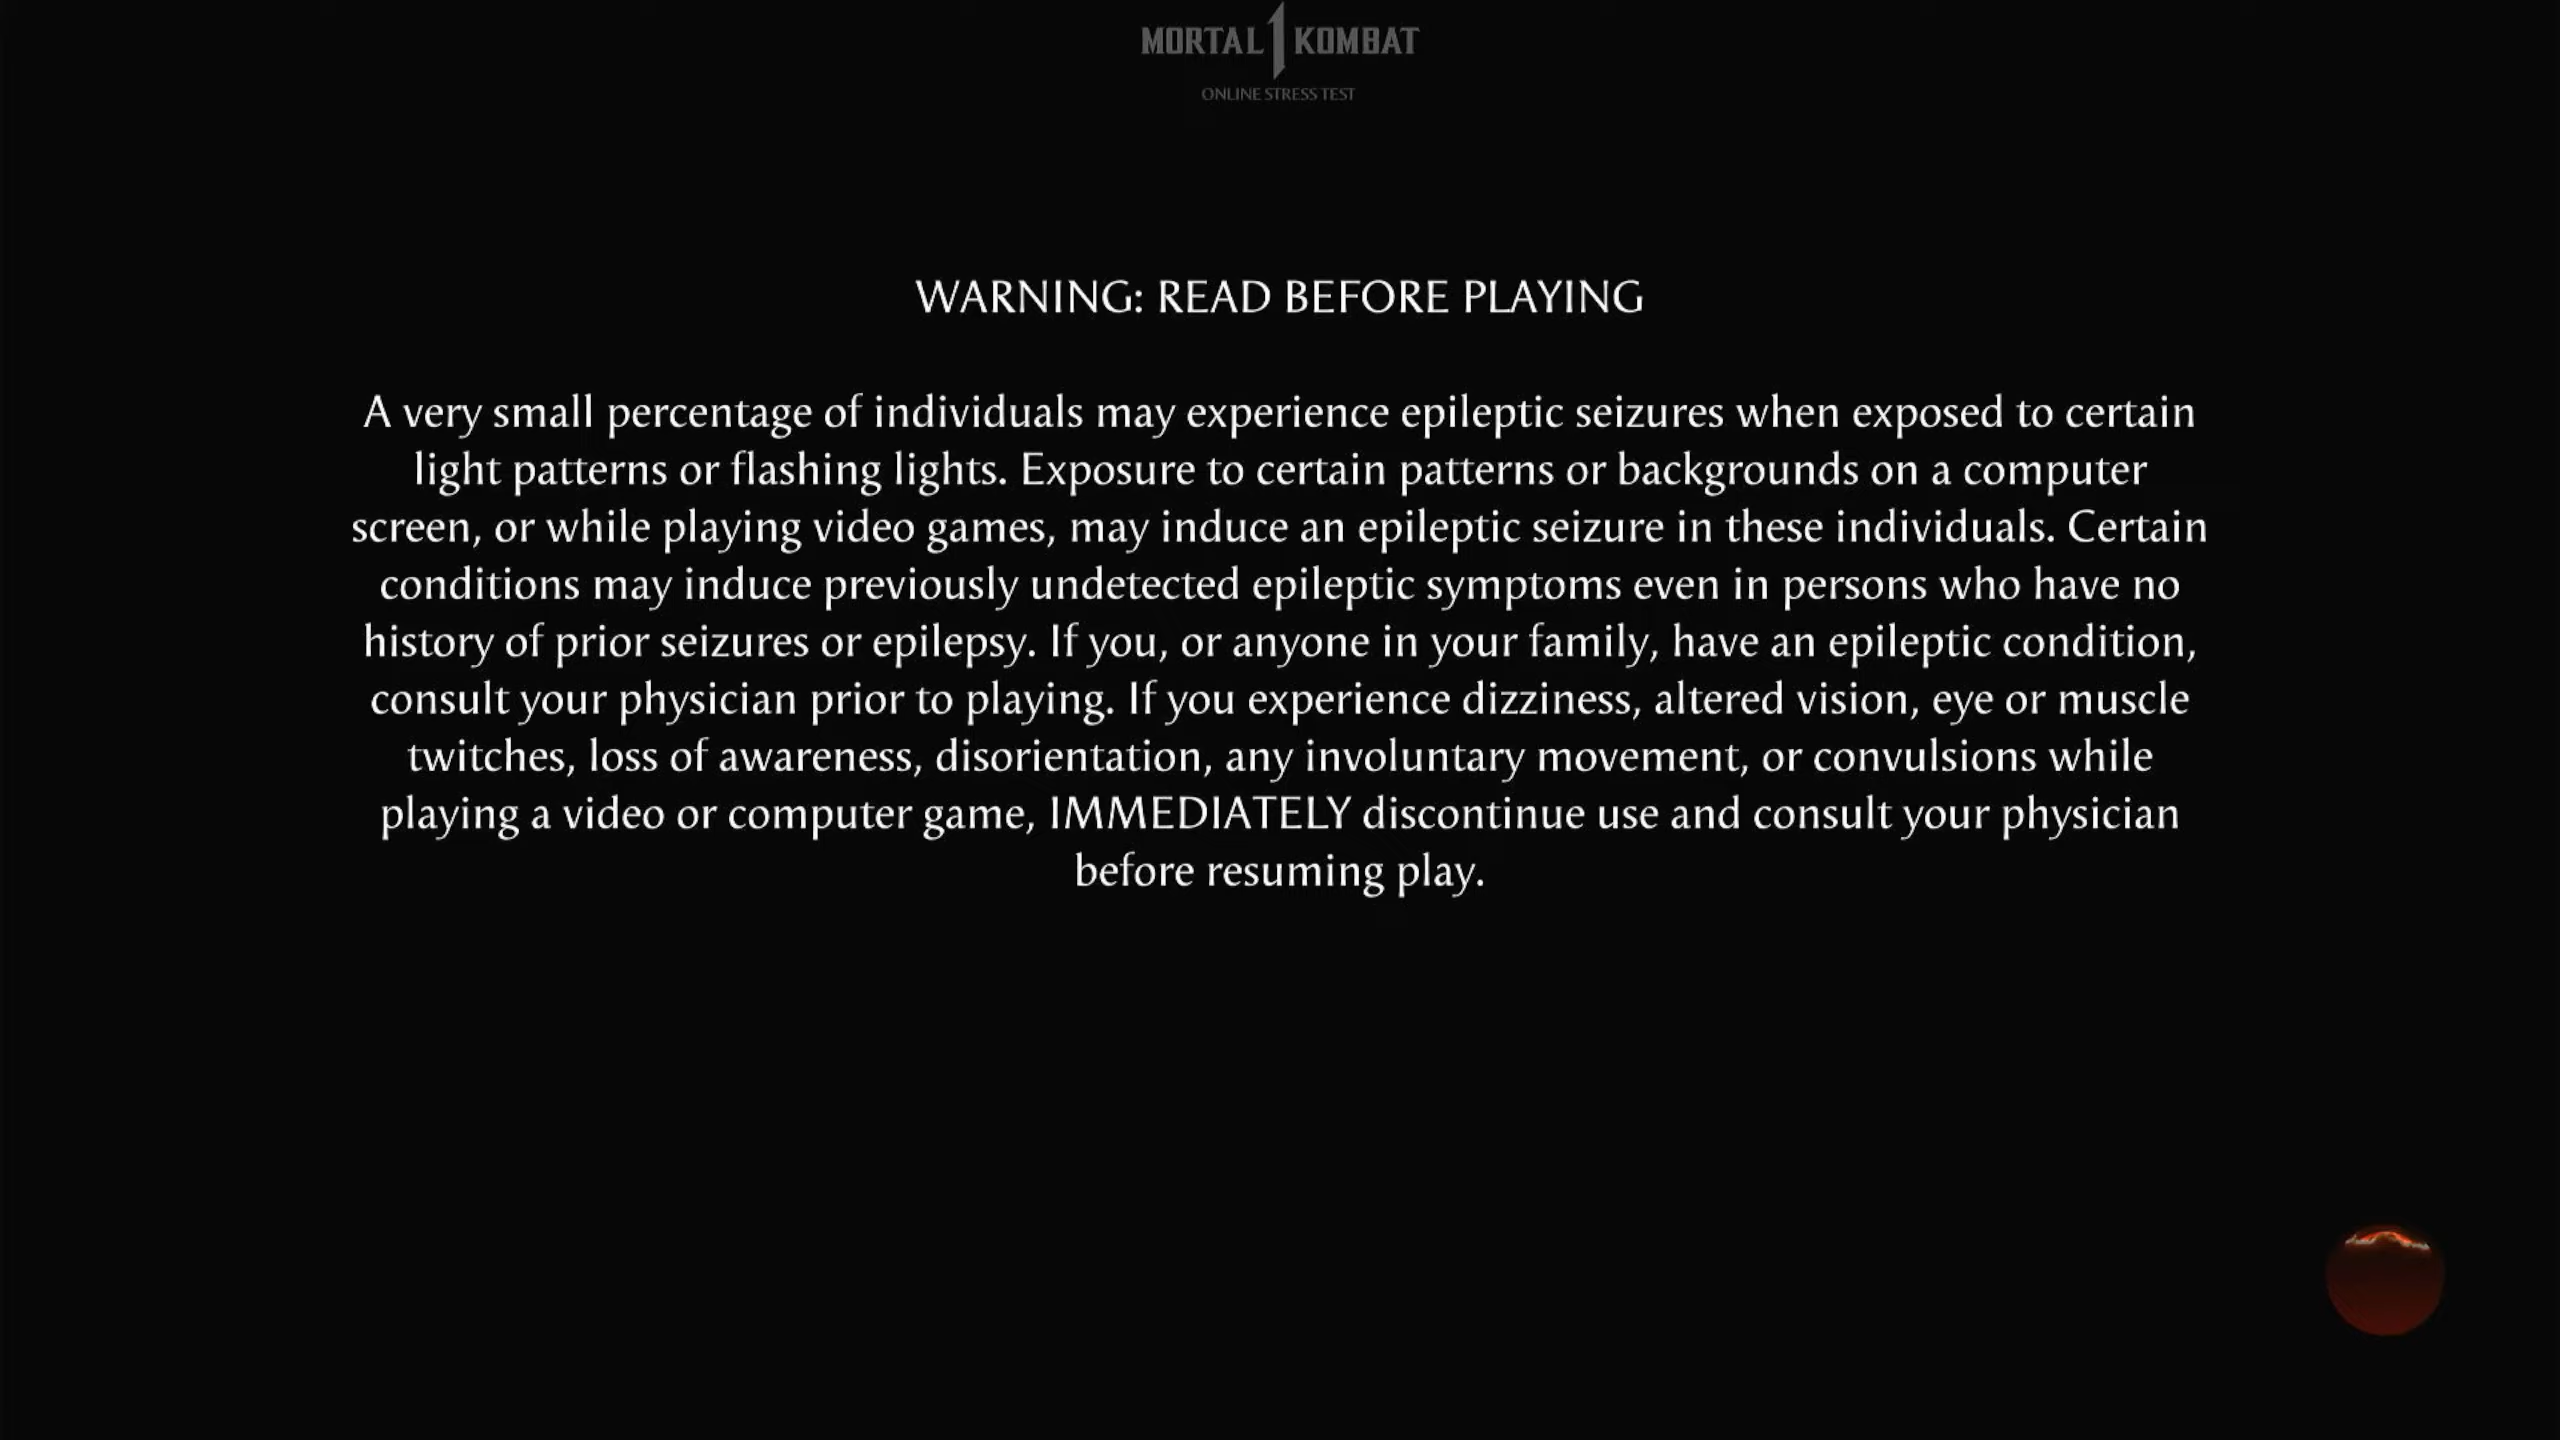 MORTAL 1 KOMBAT
ONLINE STRESS TEST
WARNING: READ BEFORE PLAYING
A very small percentage of individuals may experience epileptic seizures when exposed to certain
light patterns or flashing lights. Exposure to certain patterns or backgrounds on a computer
screen, or while playing video games, may induce an epileptic seizure in these individuals. Certain
conditions may induce previously undetected epileptic symptoms even in persons who have no
history of prior seizures or epilepsy. If you, or anyone in your family, have an epileptic condition,
consult your physician prior to playing. If you experience dizziness, altered vision, eye or muscle
twitches, loss of awareness, disorientation, any involuntary movement, or convulsions while
playing a video or computer game, IMMEDIATELY discontinue use and consult your physician
before resuming play.